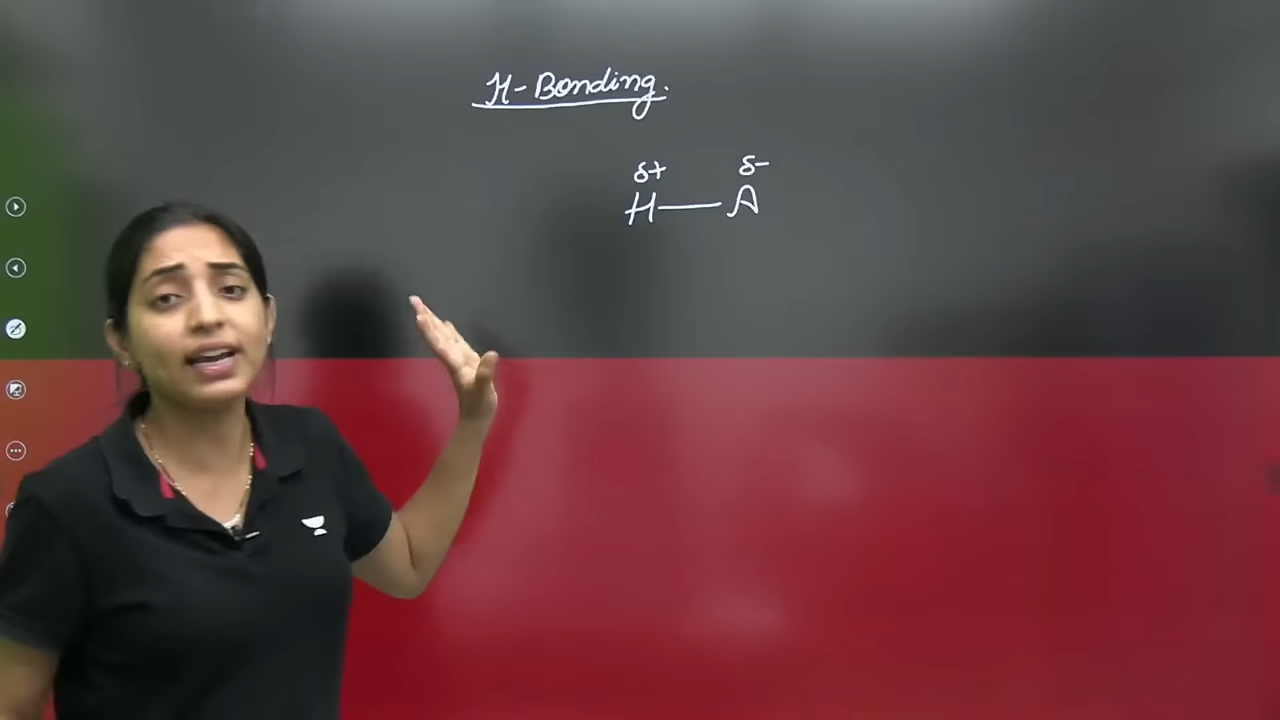 H-Bonding.
δ+ δ-
H—A